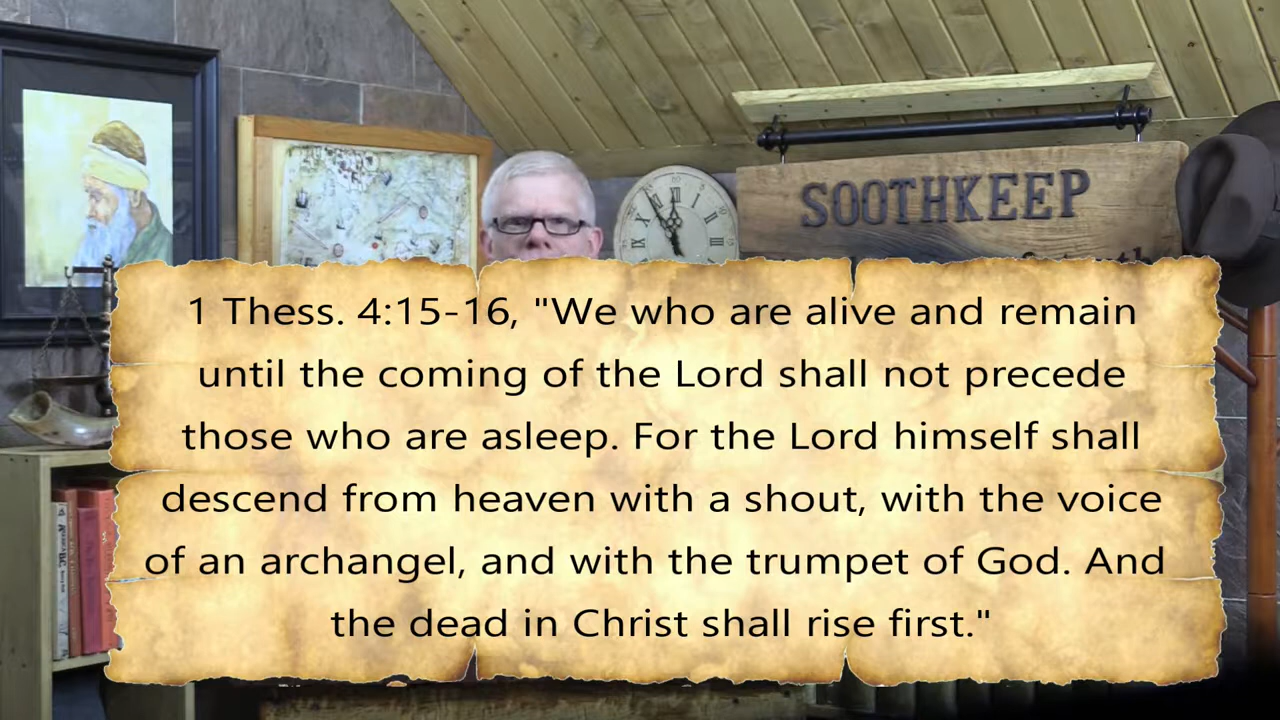 SOOTHKEEP
1 Thess. 4:15-16, "We who are alive and remain
until the coming of the Lord shall not precede
those who are asleep. For the Lord himself shall
descend from heaven with a shout, with the voice
of an archangel, and with the trumpet of God. And
the dead in Christ shall rise first."